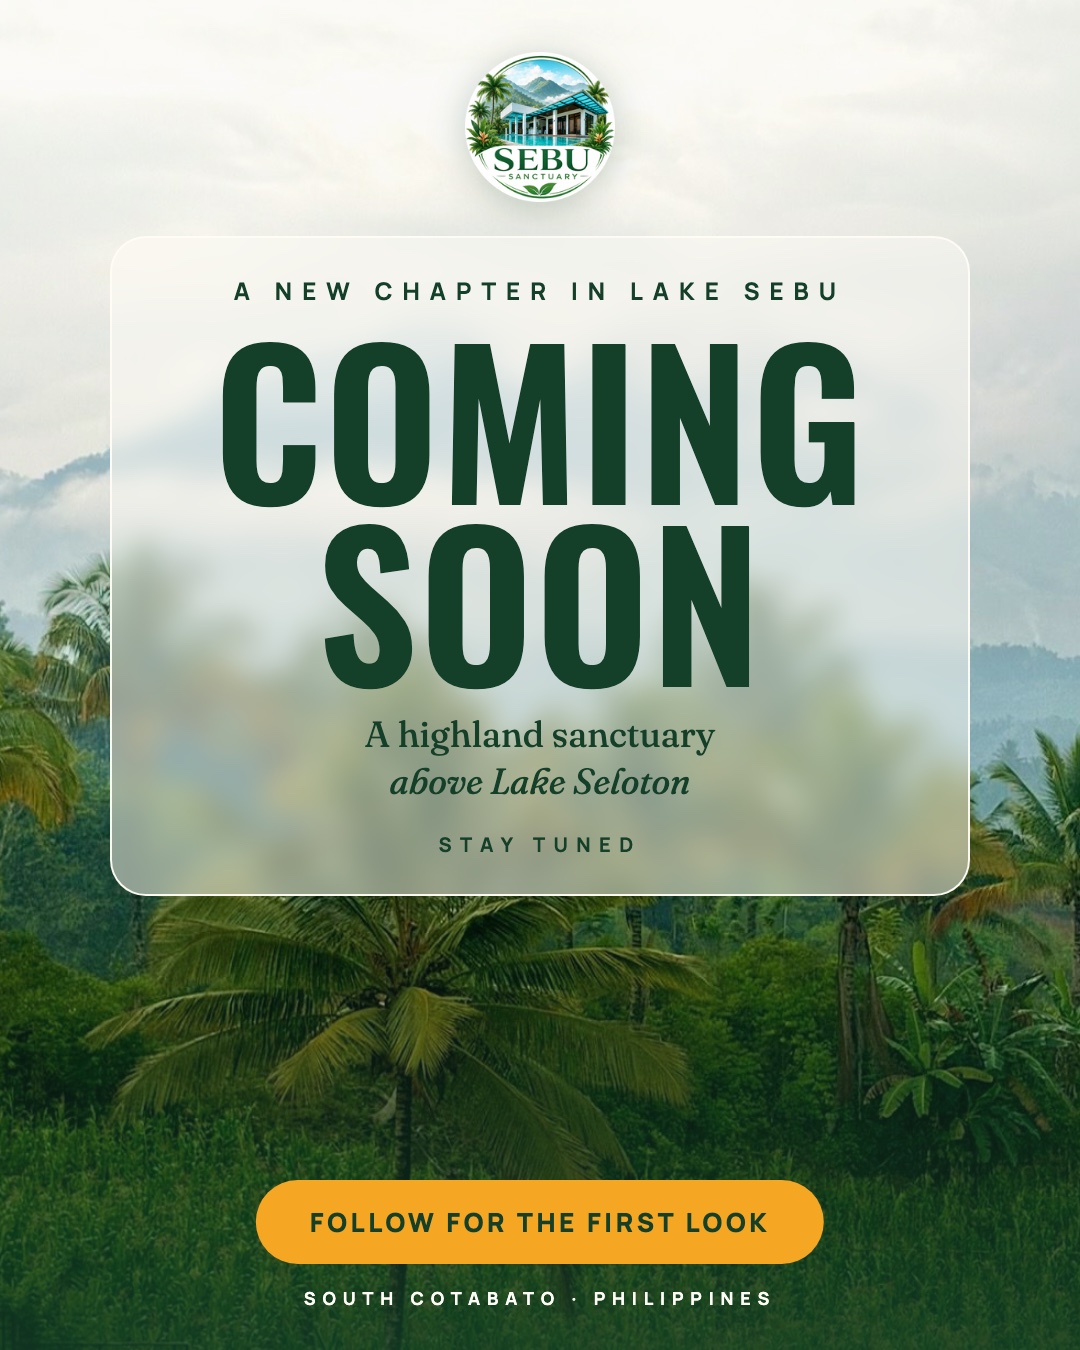 SEBU
SANCTUARY
A NEW CHAPTER IN LAKE SEBU
COMING
SOON
A highland sanctuary
above Lake Seloton
STAY TUNED
FOLLOW FOR THE FIRST LOOK
SOUTH COTABATO · PHILIPPINES